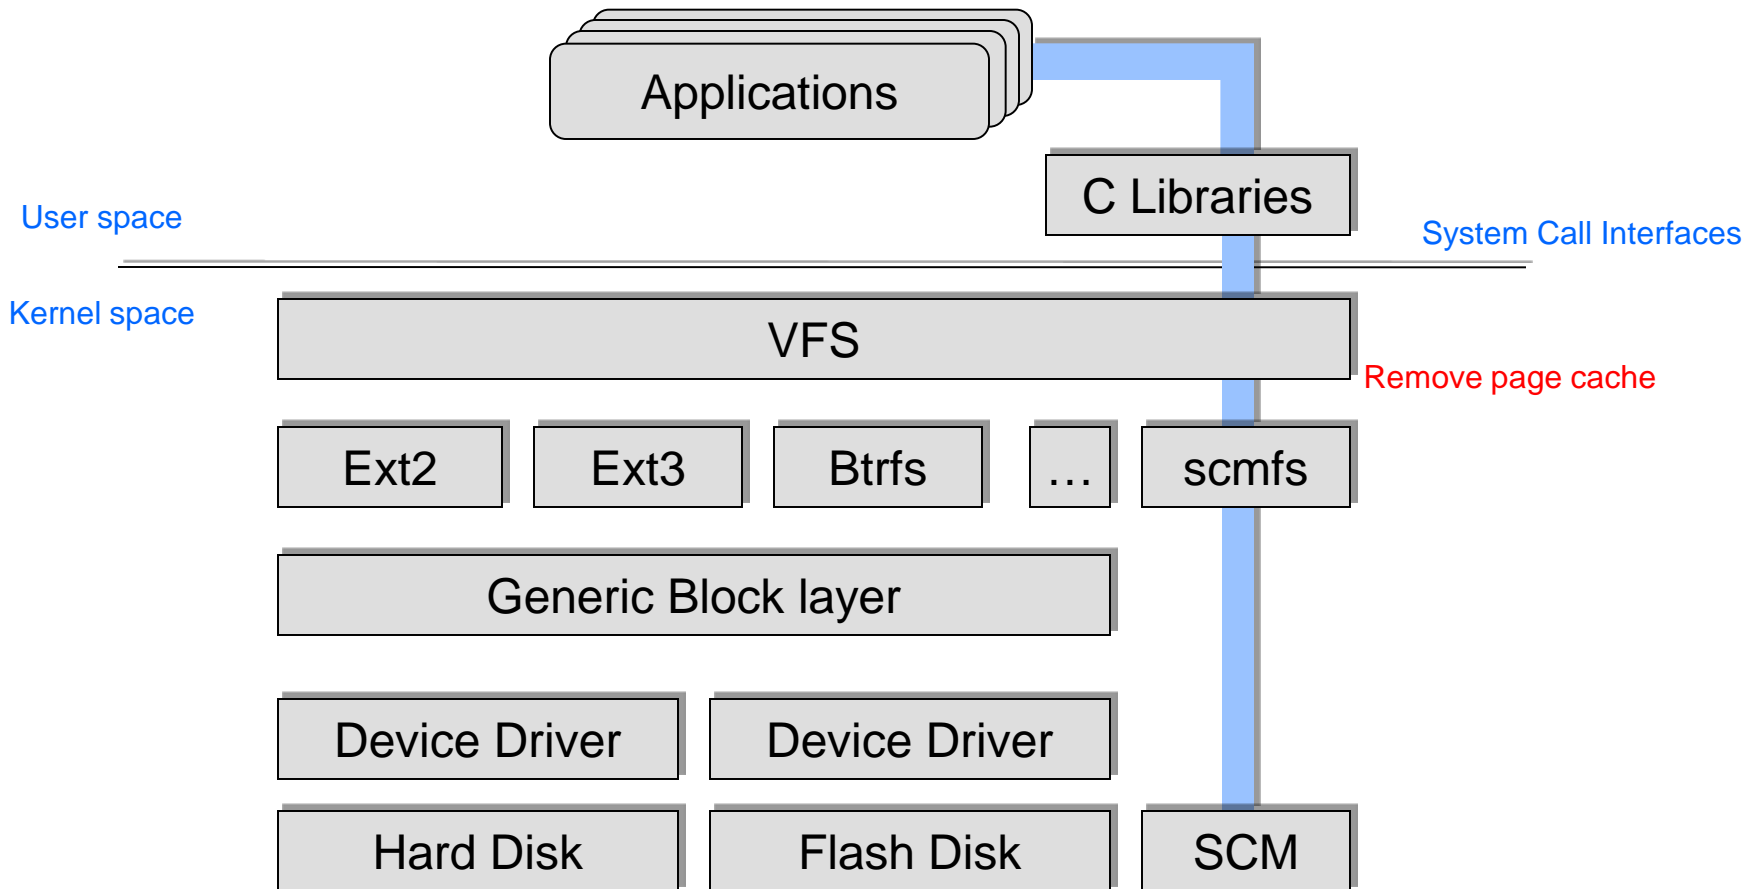 Applications
C Libraries
User space
System Call Interfaces
Kernel space
VFS
Remove page cache
Ext2
Ext3
Btrfs
…
scmfs
Generic Block layer
Device Driver
Device Driver
Hard Disk
Flash Disk
SCM